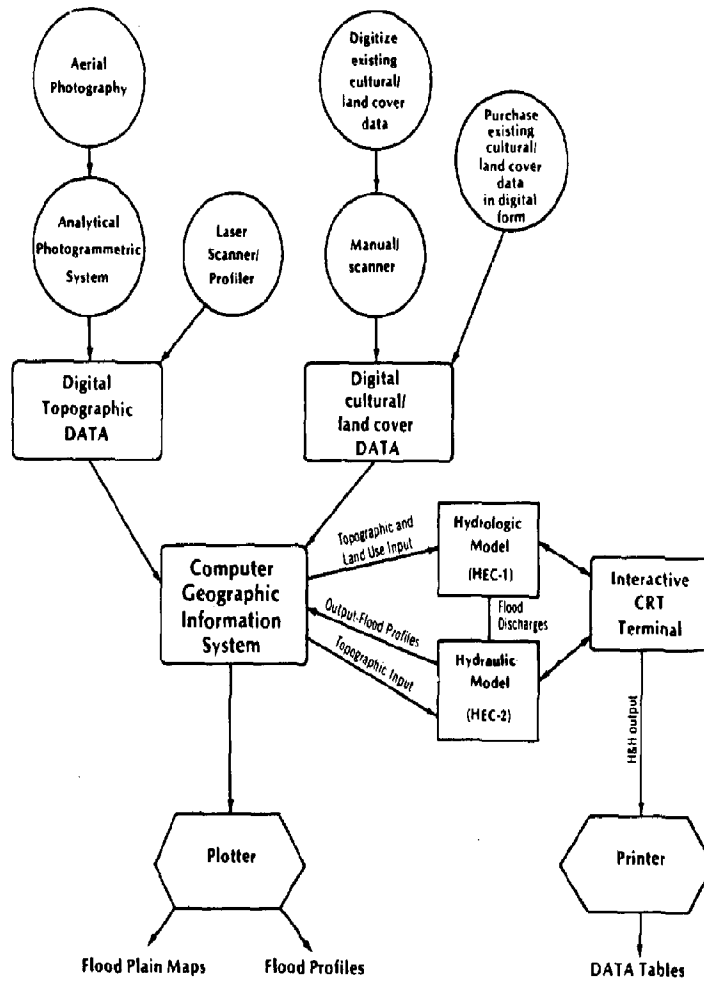 Aerial
Photography
Digitize
existing
cultural/
land cover
data
Purchase
existing
cultural/
land cover
data
in digital
form
Analytical
Photogrammetric
System
Laser
Scanner/
Profiler
Manual/
scanner
Digital
Topographic
DATA
Digital
cultural/
land cover
DATA
Computer
Geographic
Information
System
Topographic and
Land Use Input
Output-Flood Profiles
Topographic Input
Hydrologic
Model
(HEC-1)
Flood
Discharges
Hydraulic
Model
(HEC-2)
Interactive
CRT
Terminal
H&H output
Plotter
Printer
Flood Plain Maps
Flood Profiles
DATA Tables